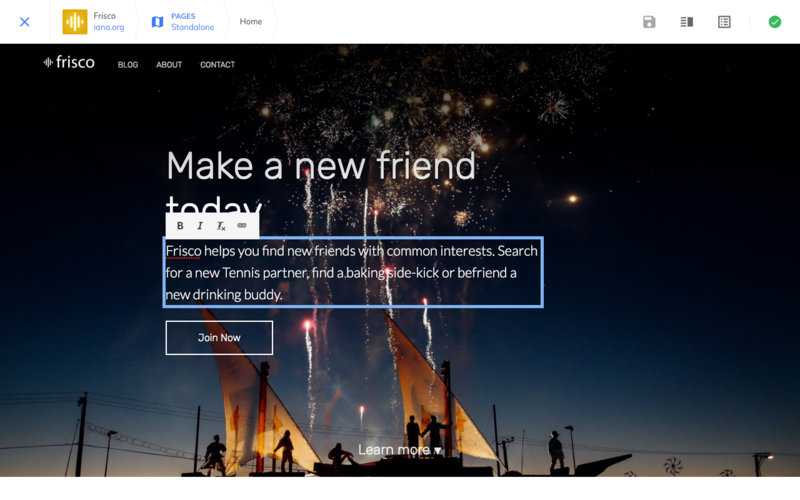 Frisco
iana.org
PAGES
Standalone
Home
frisco
BLOG
ABOUT
CONTACT
Make a new friend
today
B I Tx
Frisco helps you find new friends with common interests. Search
for a new Tennis partner, find a baking side-kick or befriend a
new drinking buddy.
Join Now
Learn more ▾